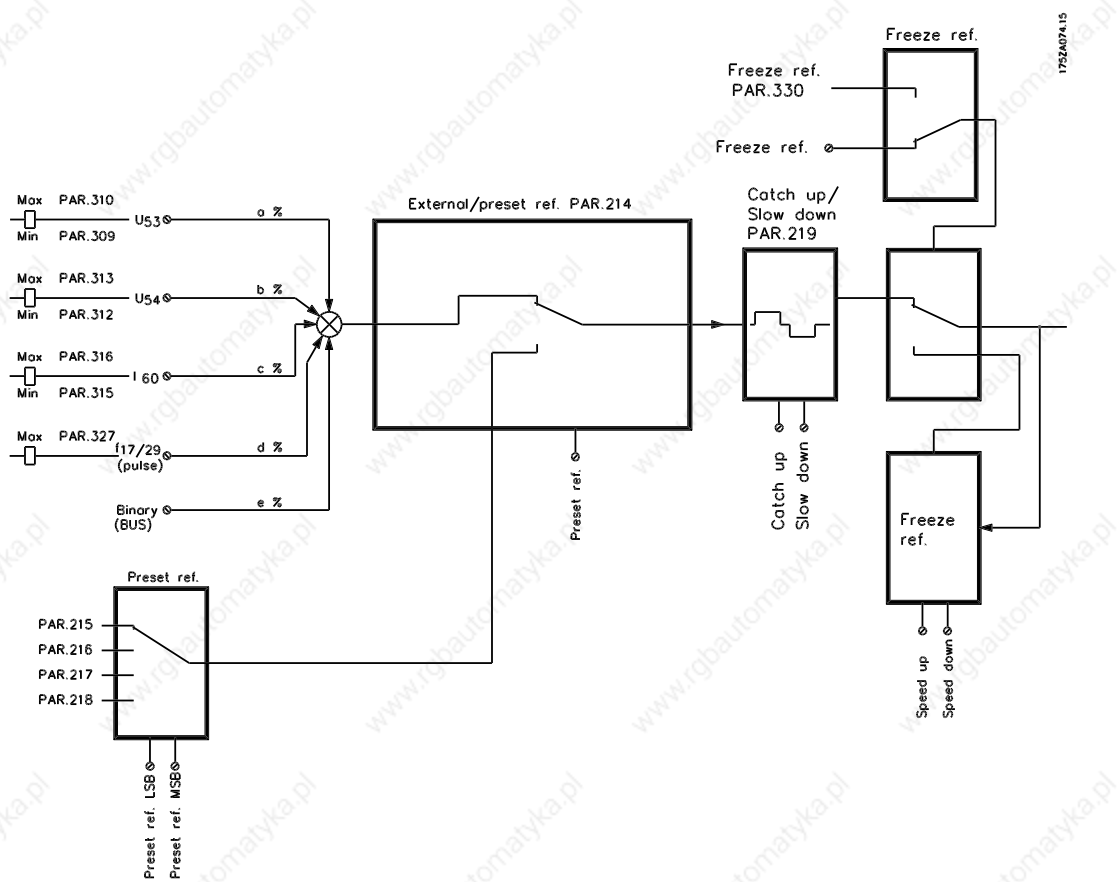 175ZA074.15
Freeze ref.
Freeze ref.
PAR.330
Freeze ref.
Max PAR.310
U53
a %
Min PAR.309
External/preset ref. PAR.214
Catch up/
Slow down
PAR.219
Max PAR.313
U54
b %
Min PAR.312
Max PAR.316
I 60
c %
Min PAR.315
Max PAR.327
f17/29
(pulse)
d %
Binary
(BUS)
e %
Preset ref.
Catch up
Slow down
Freeze
ref.
Speed up
Speed down
Preset ref.
PAR.215
PAR.216
PAR.217
PAR.218
Preset ref. LSB
Preset ref. MSB
www.rgbautomatyka.pl